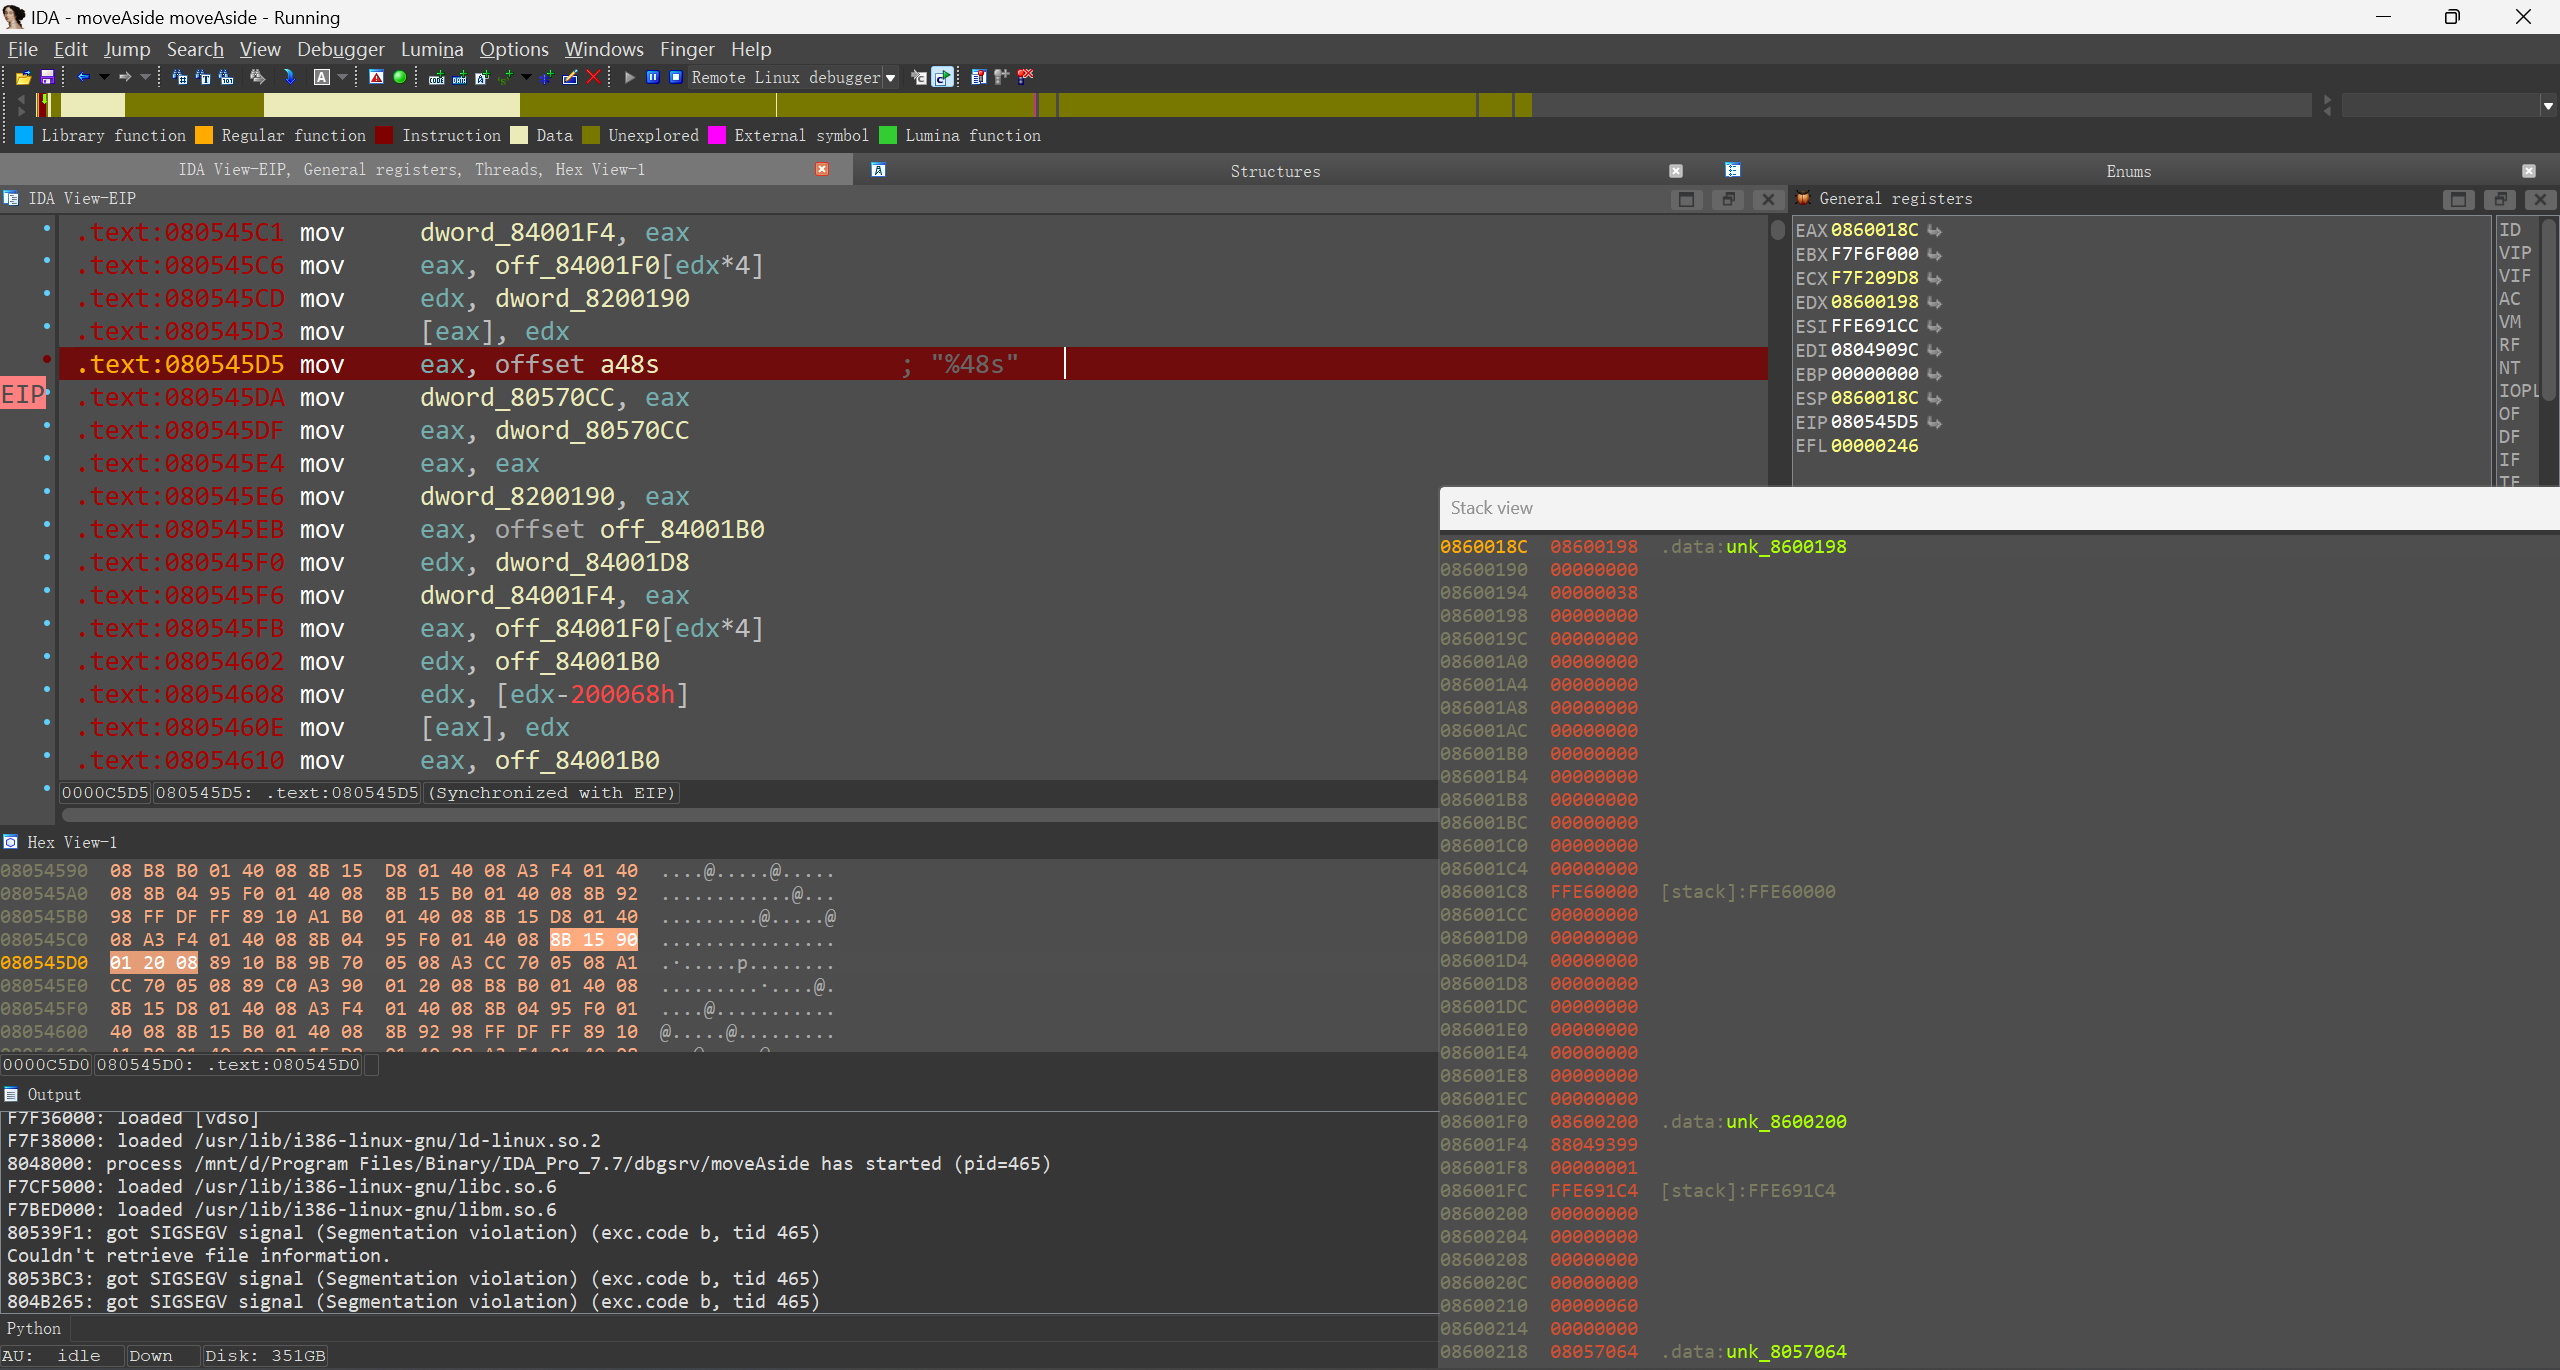 IDA - moveAside moveAside - Running
File Edit Jump Search View Debugger Lumina Options Windows Finger Help
Remote Linux debugger
Library function Regular function Instruction Data Unexplored External symbol Lumina function
IDA View-EIP, General registers, Threads, Hex View-1
Structures
Enums
IDA View-EIP
.text:080545C1 mov dword_84001F4, eax
.text:080545C6 mov eax, off_84001F0[edx*4]
.text:080545CD mov edx, dword_8200190
.text:080545D3 mov [eax], edx
.text:080545D5 mov eax, offset a48s ; "%48s"
EIP
.text:080545DA mov dword_80570CC, eax
.text:080545DF mov eax, dword_80570CC
.text:080545E4 mov eax, eax
.text:080545E6 mov dword_8200190, eax
.text:080545EB mov eax, offset off_84001B0
.text:080545F0 mov edx, dword_84001D8
.text:080545F6 mov dword_84001F4, eax
.text:080545FB mov eax, off_84001F0[edx*4]
.text:08054602 mov edx, off_84001B0
.text:08054608 mov edx, [edx-200068h]
.text:0805460E mov [eax], edx
.text:08054610 mov eax, off_84001B0
0000C5D5 080545D5: .text:080545D5 (Synchronized with EIP)
General registers
EAX 0860018C
EBX F7F6F000
ECX F7F209D8
EDX 08600198
ESI FFE691CC
EDI 0804909C
EBP 00000000
ESP 0860018C
EIP 080545D5
EFL 00000246
ID
VIP
VIF
AC
VM
RF
NT
IOPL
OF
DF
IF
TF
Stack view
0860018C 08600198 .data:unk_8600198
08600190 00000000
08600194 00000038
08600198 00000000
0860019C 00000000
086001A0 00000000
086001A4 00000000
086001A8 00000000
086001AC 00000000
086001B0 00000000
086001B4 00000000
086001B8 00000000
086001BC 00000000
086001C0 00000000
086001C4 00000000
086001C8 FFE60000 [stack]:FFE60000
086001CC 00000000
086001D0 00000000
086001D4 00000000
086001D8 00000000
086001DC 00000000
086001E0 00000000
086001E4 00000000
086001E8 00000000
086001EC 00000000
086001F0 08600200 .data:unk_8600200
086001F4 88049399
086001F8 00000001
086001FC FFE691C4 [stack]:FFE691C4
08600200 00000000
08600204 00000000
08600208 00000000
0860020C 00000000
08600210 00000060
08600214 00000000
08600218 08057064 .data:unk_8057064
Hex View-1
08054590 08 B8 B0 01 40 08 8B 15 D8 01 40 08 A3 F4 01 40 ....@.....@.....
080545A0 08 8B 04 95 F0 01 40 08 8B 15 B0 01 40 08 8B 92 ............@...
080545B0 98 FF DF FF 89 10 A1 B0 01 40 08 8B 15 D8 01 40 .........@.....@
080545C0 08 A3 F4 01 40 08 8B 04 95 F0 01 40 08 8B 15 90 ................
080545D0 01 20 08 89 10 B8 9B 70 05 08 A3 CC 70 05 08 A1 .·.....p........
080545E0 CC 70 05 08 89 C0 A3 90 01 20 08 B8 B0 01 40 08 .........·....@.
080545F0 8B 15 D8 01 40 08 A3 F4 01 40 08 8B 04 95 F0 01 ....@...........
08054600 40 08 8B 15 B0 01 40 08 8B 92 98 FF DF FF 89 10 @.....@.........
0000C5D0 080545D0: .text:080545D0
Output
F7F36000: loaded [vdso]
F7F38000: loaded /usr/lib/i386-linux-gnu/ld-linux.so.2
8048000: process /mnt/d/Program Files/Binary/IDA_Pro_7.7/dbgsrv/moveAside has started (pid=465)
F7CF5000: loaded /usr/lib/i386-linux-gnu/libc.so.6
F7BED000: loaded /usr/lib/i386-linux-gnu/libm.so.6
80539F1: got SIGSEGV signal (Segmentation violation) (exc.code b, tid 465)
Couldn't retrieve file information.
8053BC3: got SIGSEGV signal (Segmentation violation) (exc.code b, tid 465)
804B265: got SIGSEGV signal (Segmentation violation) (exc.code b, tid 465)
Python
AU: idle Down Disk: 351GB